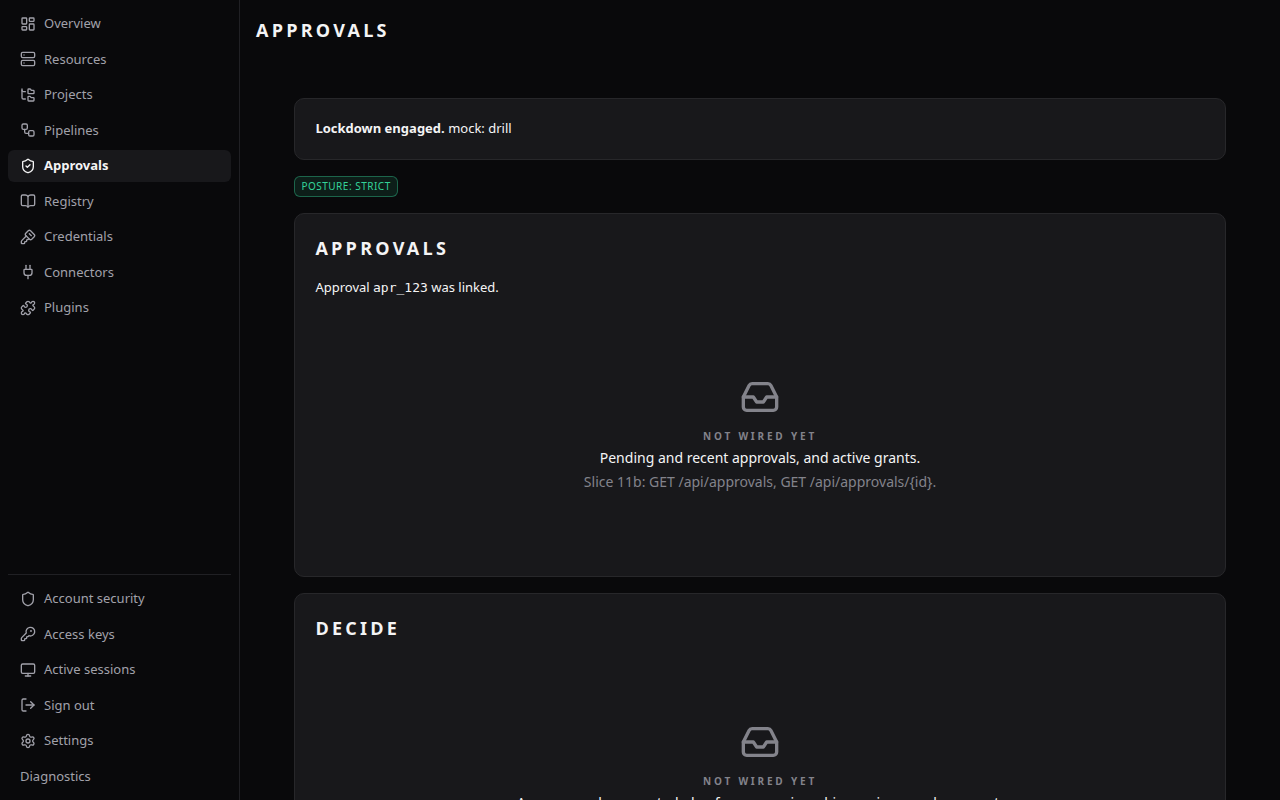 Overview
Resources
Projects
Pipelines
Approvals
Registry
Credentials
Connectors
Plugins
Account security
Access keys
Active sessions
Sign out
Settings
Diagnostics
APPROVALS
Lockdown engaged. mock: drill
POSTURE: STRICT
APPROVALS
Approval apr_123 was linked.
NOT WIRED YET
Pending and recent approvals, and active grants.
Slice 11b: GET /api/approvals, GET /api/approvals/{id}.
DECIDE
NOT WIRED YET